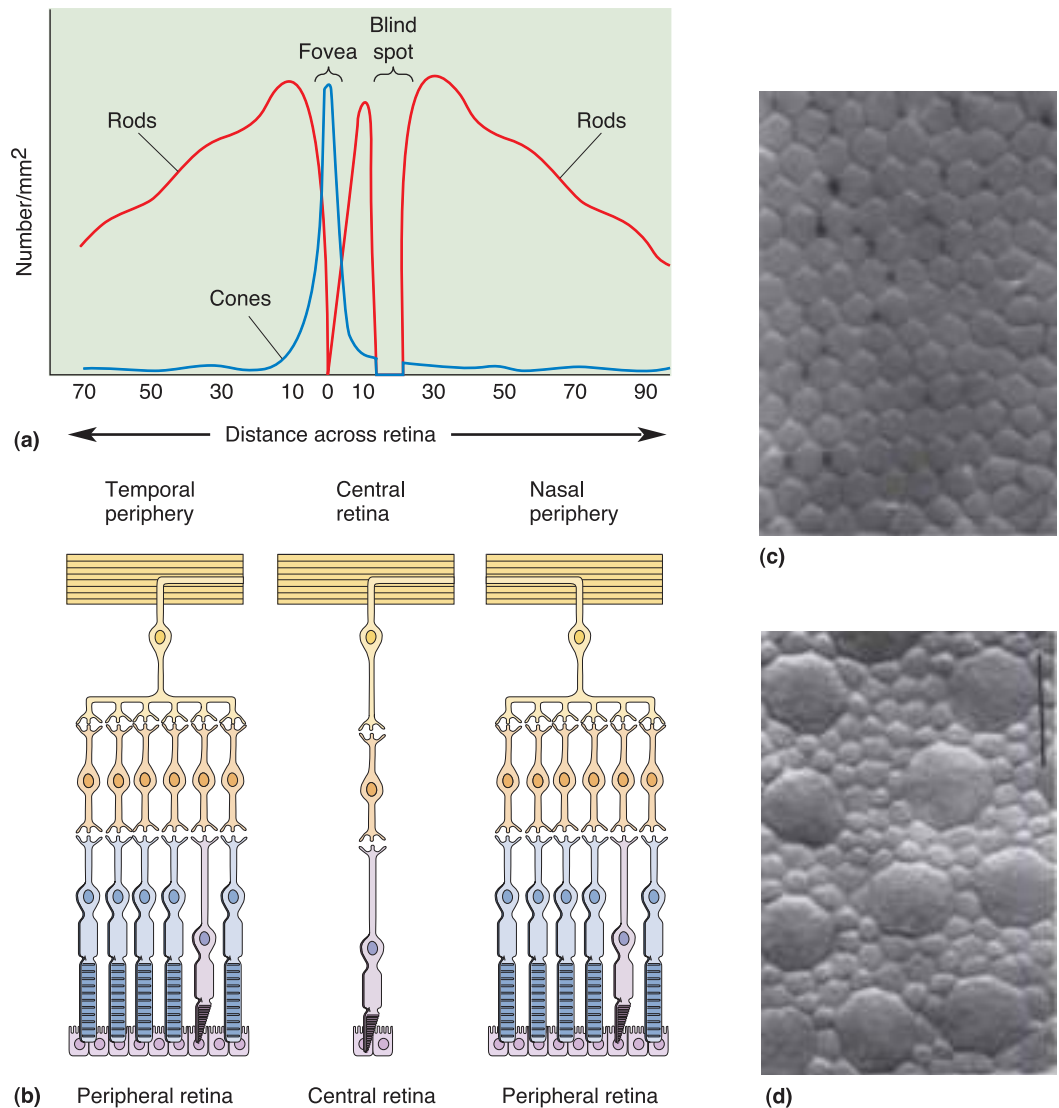 Fovea
Blind
spot
Rods
Rods
Cones
Number/mm2
70 50 30 10 0 10 30 50 70 90
(a)
Distance across retina
Temporal
periphery
Central
retina
Nasal
periphery
(b)
Peripheral retina
Central retina
Peripheral retina
(c)
(d)